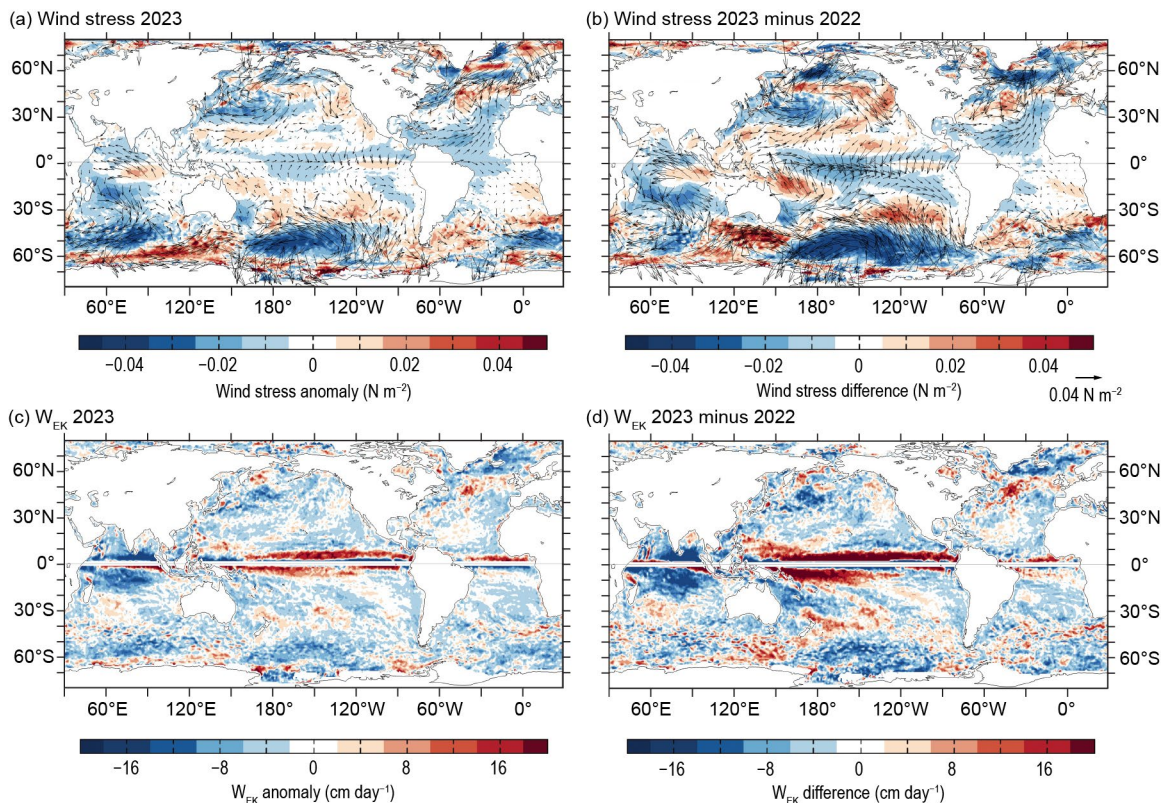 (a) Wind stress 2023
(b) Wind stress 2023 minus 2022
60°N
30°N
0°
30°S
60°S
60°N
30°N
0°
30°S
60°S
60°E 120°E 180° 120°W 60°W 0°
60°E 120°E 180° 120°W 60°W 0°
−0.04 −0.02 0 0.02 0.04
Wind stress anomaly (N m⁻²)
−0.04 −0.02 0 0.02 0.04
Wind stress difference (N m⁻²)
0.04 N m⁻²
(c) W_EK 2023
(d) W_EK 2023 minus 2022
60°N
30°N
0°
30°S
60°S
60°N
30°N
0°
30°S
60°S
60°E 120°E 180° 120°W 60°W 0°
60°E 120°E 180° 120°W 60°W 0°
−16 −8 0 8 16
W_EK anomaly (cm day⁻¹)
−16 −8 0 8 16
W_EK difference (cm day⁻¹)